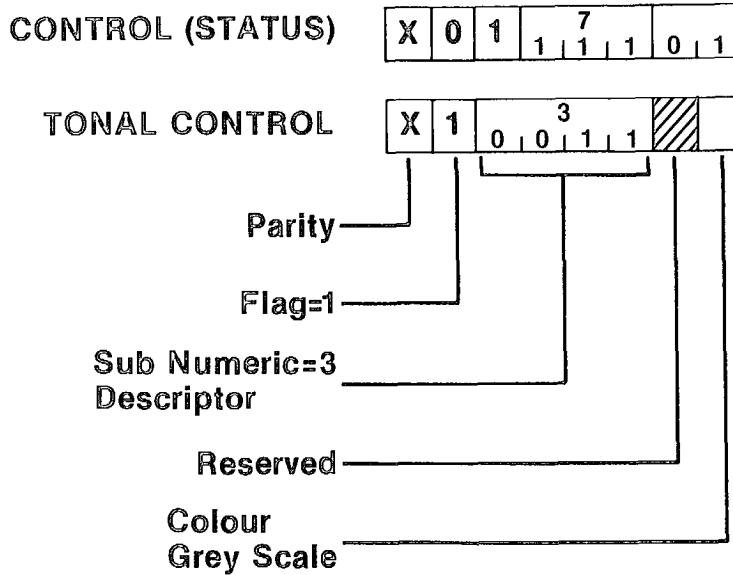 CONTROL (STATUS) X 0 1 7
1 1 1 0 1
TONAL CONTROL X 1 3
0 0 1 1
Parity
Flag=1
Sub Numeric=3
Descriptor
Reserved
Colour
Grey Scale